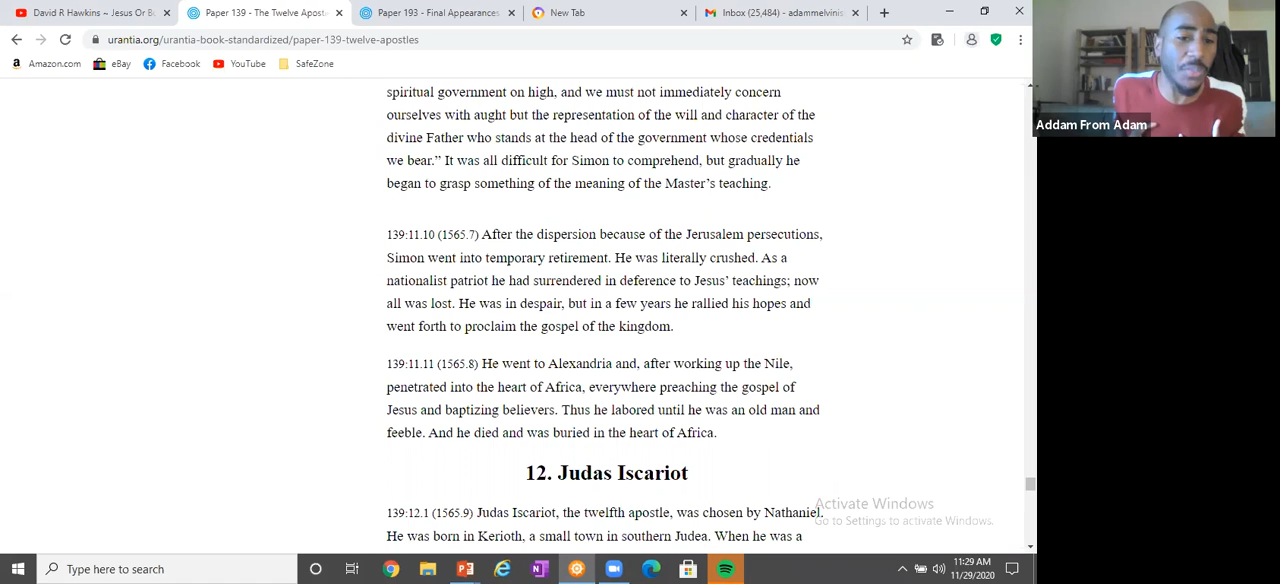 David R Hawkins ~ Jesus Or B
Paper 139 - The Twelve Apost
Paper 193 - Final Appearances
New Tab
Inbox (25,484) - adammelvinis
urantia.org/urantia-book-standardized/paper-139-twelve-apostles
Amazon.com
eBay
Facebook
YouTube
SafeZone
Addam From Adam
spiritual government on high, and we must not immediately concern
ourselves with aught but the representation of the will and character of the
divine Father who stands at the head of the government whose credentials
we bear.” It was all difficult for Simon to comprehend, but gradually he
began to grasp something of the meaning of the Master’s teaching.
139:11.10 (1565.7) After the dispersion because of the Jerusalem persecutions,
Simon went into temporary retirement. He was literally crushed. As a
nationalist patriot he had surrendered in deference to Jesus’ teachings; now
all was lost. He was in despair, but in a few years he rallied his hopes and
went forth to proclaim the gospel of the kingdom.
139:11.11 (1565.8) He went to Alexandria and, after working up the Nile,
penetrated into the heart of Africa, everywhere preaching the gospel of
Jesus and baptizing believers. Thus he labored until he was an old man and
feeble. And he died and was buried in the heart of Africa.
12. Judas Iscariot
139:12.1 (1565.9) Judas Iscariot, the twelfth apostle, was chosen by Nathaniel.
He was born in Kerioth, a small town in southern Judea. When he was a
Activate Windows
Go to Settings to activate Windows.
Type here to search
11:29 AM
11/29/2020